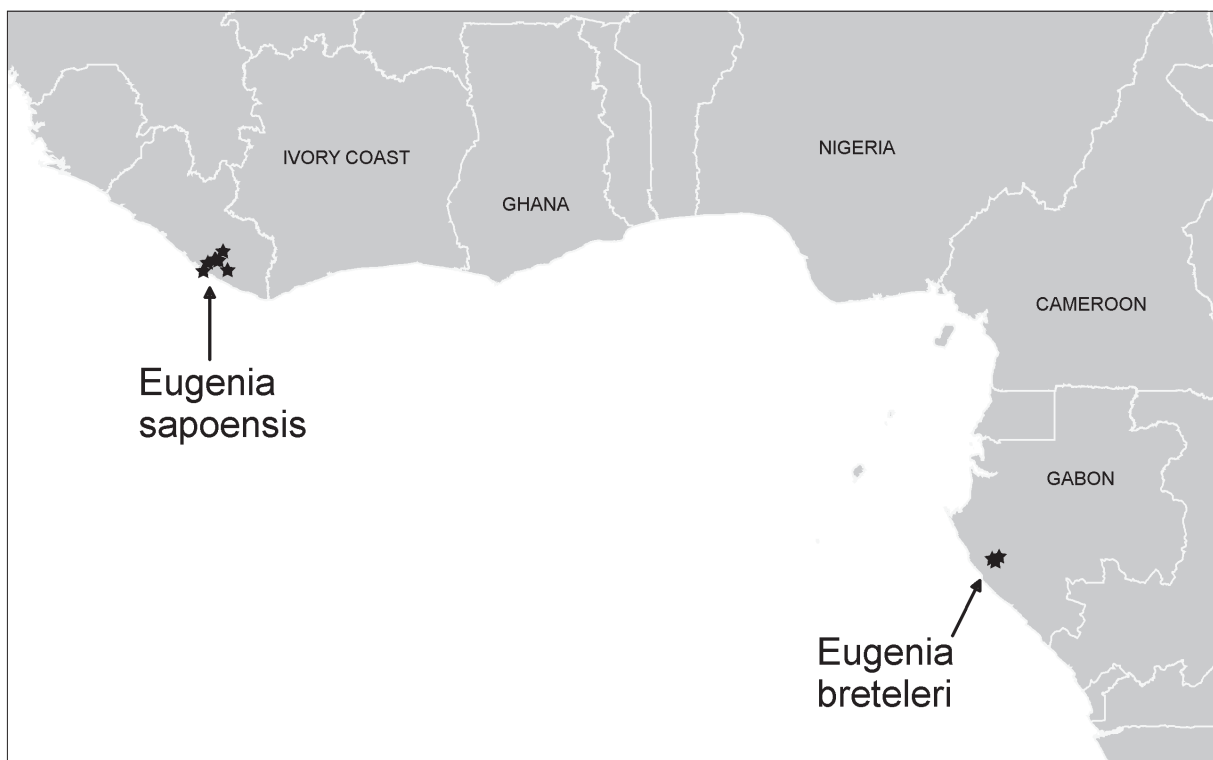 NIGERIA
IVORY COAST
GHANA
CAMEROON
Eugenia
sapoensis
GABON
Eugenia
breteleri